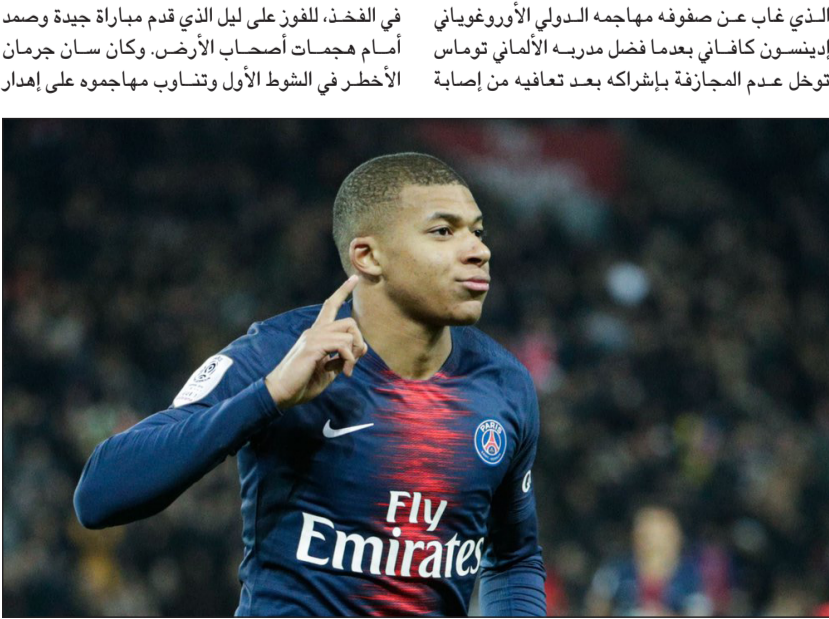 الـذي غاب عـن صفوفه مهاجمه الـدولي الأوروغوياني
إدينسـون كافـاني بعدما فضل مدربـه الألماني توماس
توخل عـدم المجازفة بإشراكه بعـد تعافيه من إصابة
في الفخـذ، للفوز على ليل الذي قدم مباراة جيدة وصمد
أمـام هجمـات أصحـاب الأرض. وكان سـان جرمان
الأخطـر في الشوط الأول وتنـاوب مهاجموه على إهدار
PARIS
Fly
Emirates